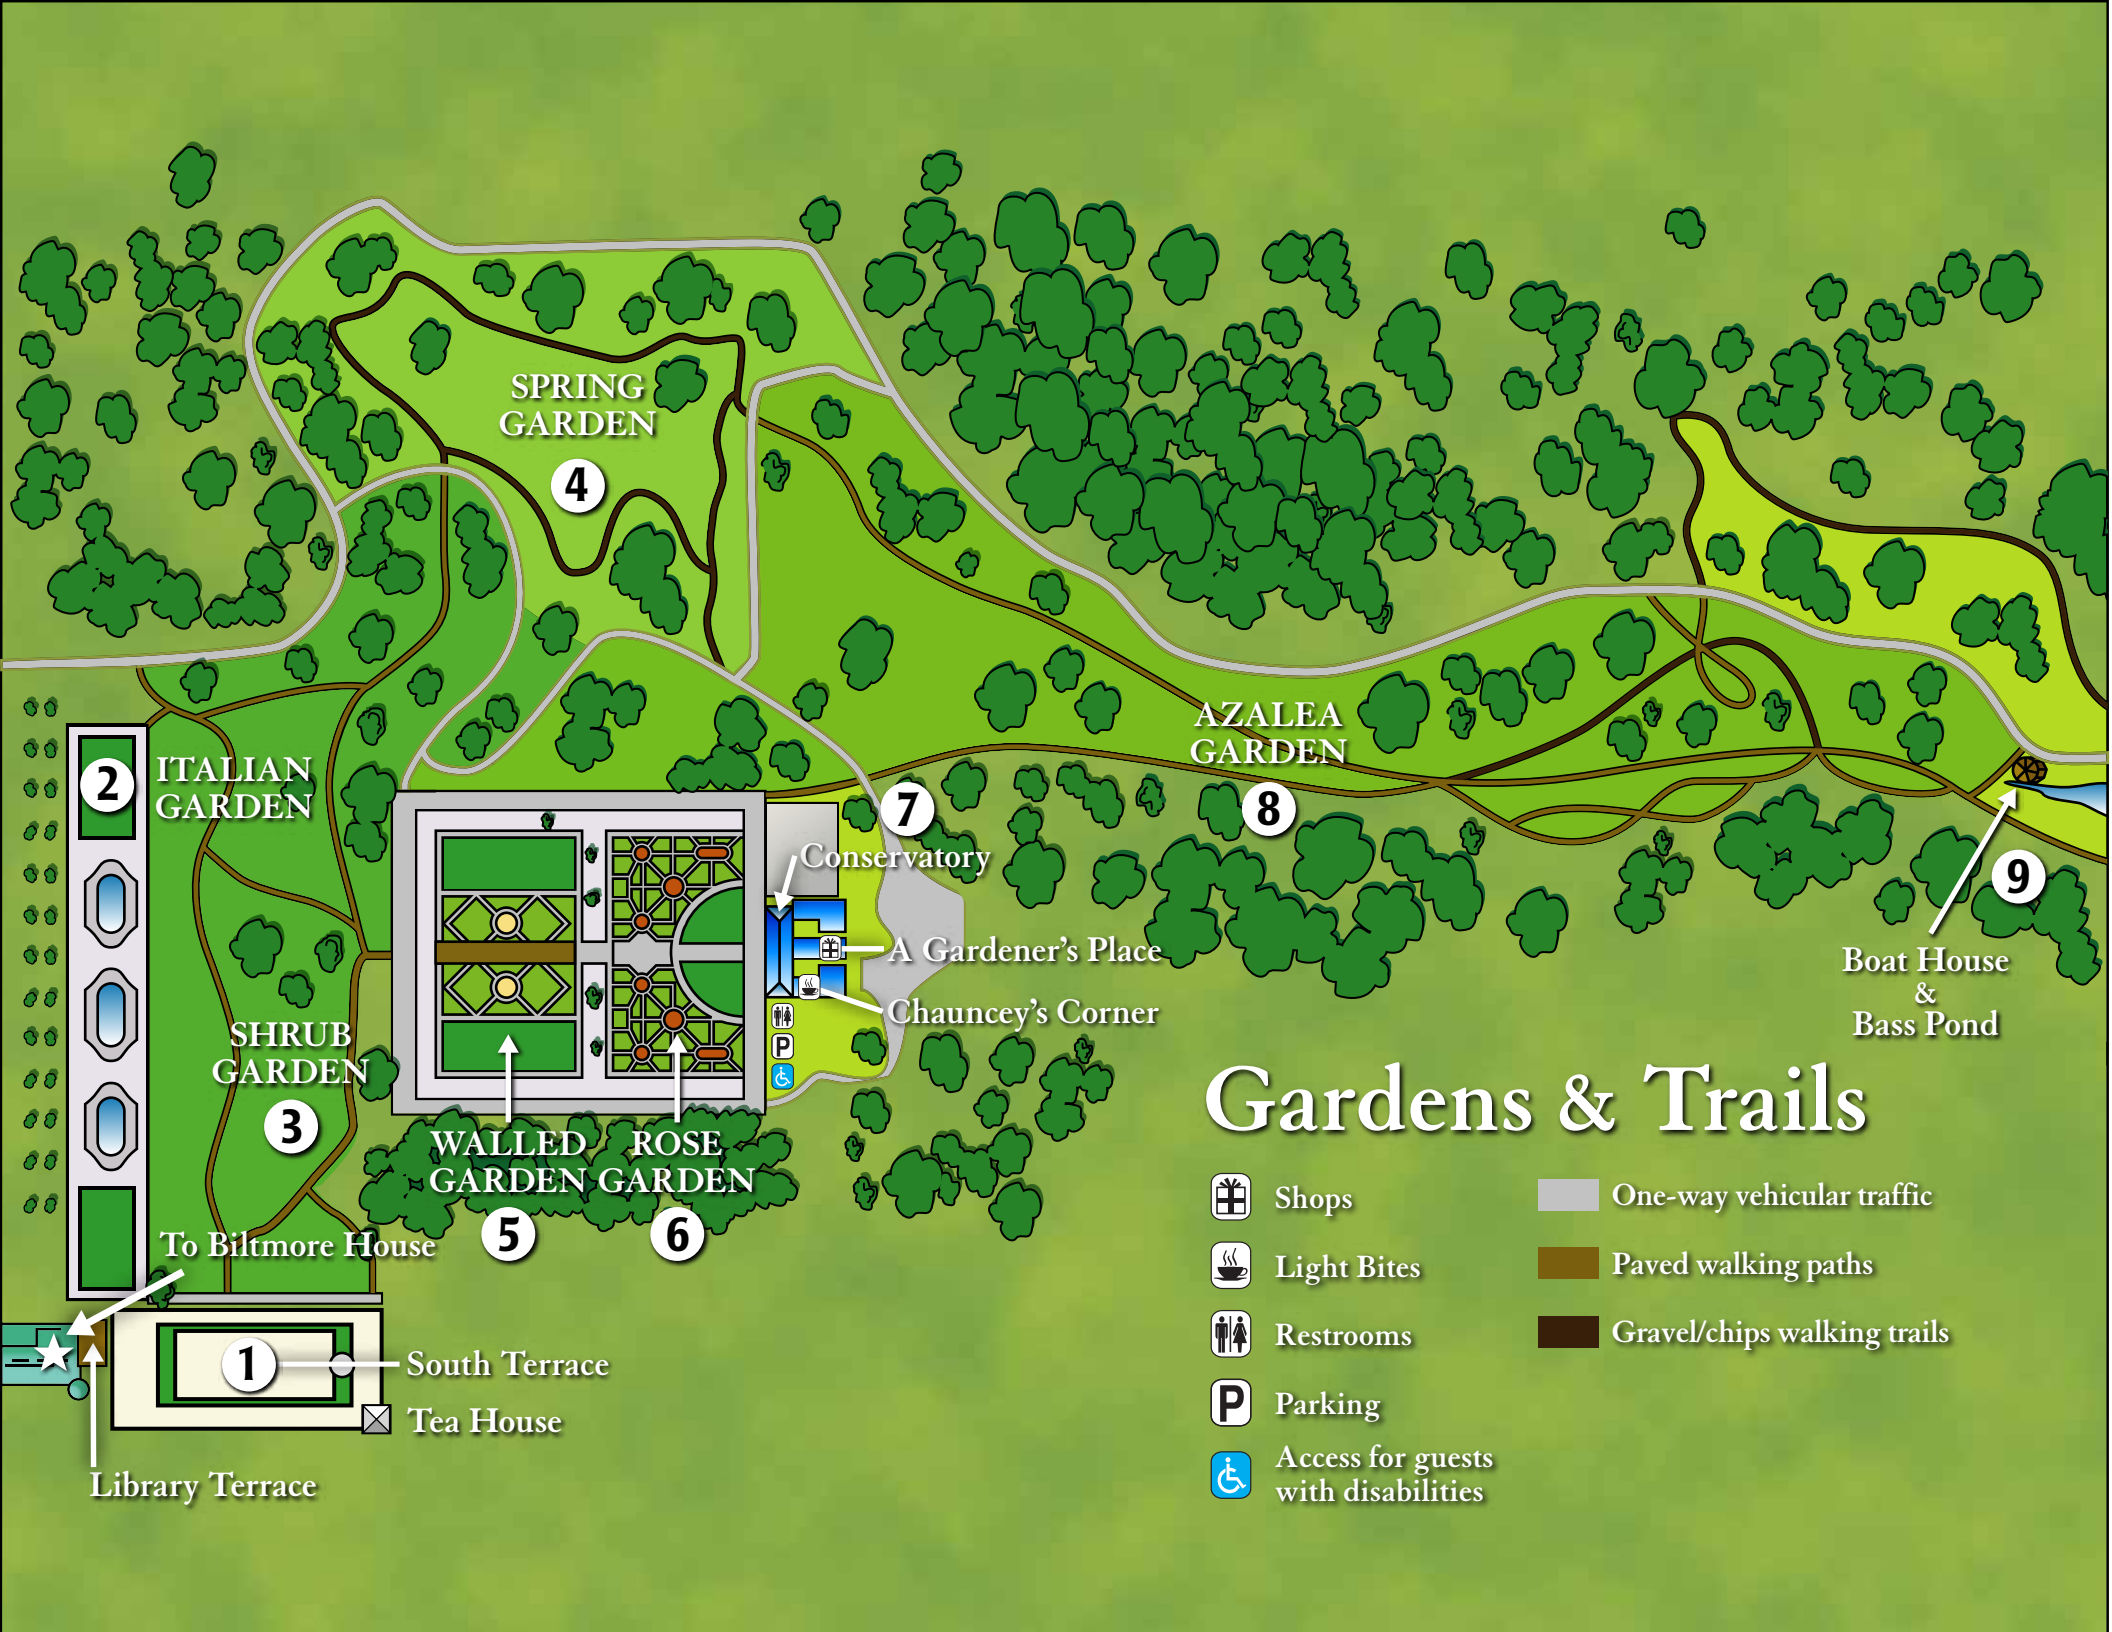 SPRING
GARDEN
4
2
ITALIAN
GARDEN
AZALEA
GARDEN
8
7
Conservatory
A Gardener's Place
Chauncey's Corner
P
9
Boat House
&
Bass Pond
SHRUB
GARDEN
3
WALLED
GARDEN
5
ROSE
GARDEN
6
To Biltmore House
1
South Terrace
Tea House
Library Terrace
Gardens & Trails
Shops
Light Bites
Restrooms
P
Parking
Access for guests
with disabilities
One-way vehicular traffic
Paved walking paths
Gravel/chips walking trails